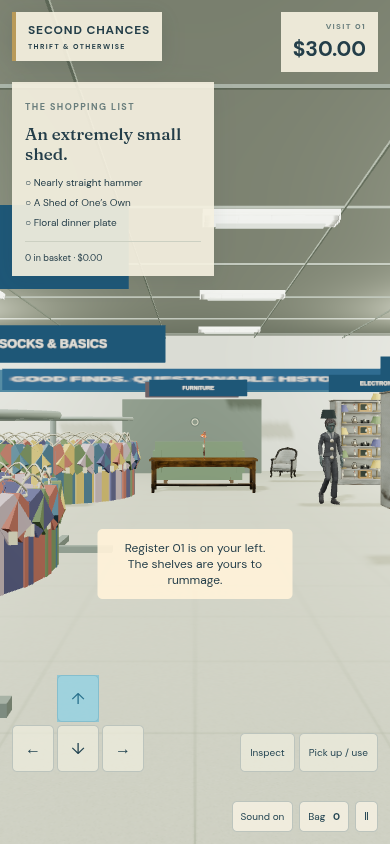 SECOND CHANCES
THRIFT & OTHERWISE
VISIT 01
$30.00
THE SHOPPING LIST
An extremely small
shed.
○ Nearly straight hammer
○ A Shed of One's Own
○ Floral dinner plate
0 in basket · $0.00
SOCKS & BASICS
GOOD FINDS. QUESTIONABLE
FURNITURE
Register 01 is on your left.
The shelves are yours to
rummage.
↑
← ↓ →
Inspect
Pick up / use
Sound on
Bag 0
II